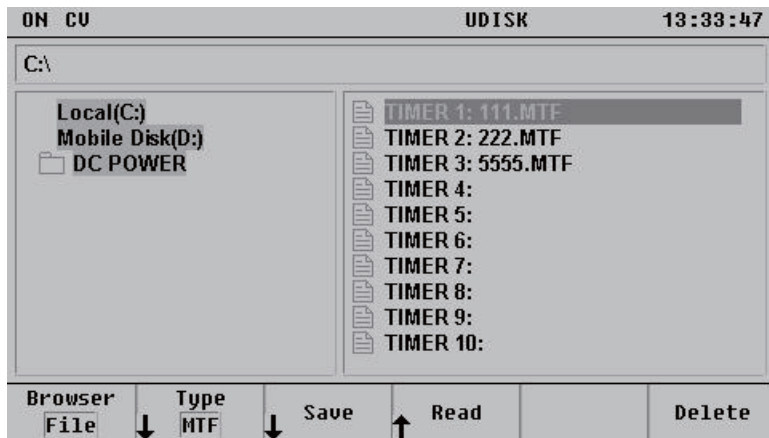 ON CV UDISK 13:33:47
C:\
Local(C:)
Mobile Disk(D:)
DC POWER
TIMER 1: 111.MTF
TIMER 2: 222.MTF
TIMER 3: 5555.MTF
TIMER 4:
TIMER 5:
TIMER 6:
TIMER 7:
TIMER 8:
TIMER 9:
TIMER 10:
Browser Type Save Read Delete
File MTF